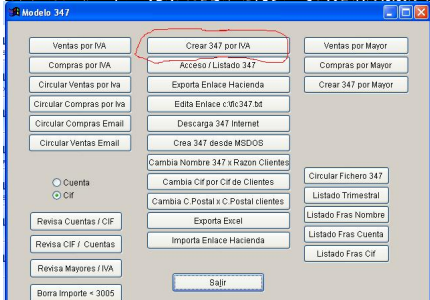 Modelo 347
Ventas por IVA
Crear 347 por IVA
Ventas por Mayor
Compras por IVA
Acceso / Listado 347
Compras por Mayor
Circular Ventas por Iva
Exporta Enlace Hacienda
Crear 347 por Mayor
Circular Compras por Iva
Edita Enlace c:\fic347.txt
Circular Compras Email
Descarga 347 Internet
Circular Ventas Email
Crea 347 desde MSDOS
Cambia Nombre 347 x Razon Clientes
Cuenta
Cif
Cambia Cif por Cif de Clientes
Cambia C.Postal x C.Postal clientes
Circular Fichero 347
Listado Trimestral
Revisa Cuentas / CIF
Exporta Excel
Listado Fras Nombre
Revisa CIF / Cuentas
Importa Enlace Hacienda
Listado Fras Cuenta
Listado Fras Cif
Revisa Mayores / IVA
Salir
Borra Importe < 3005